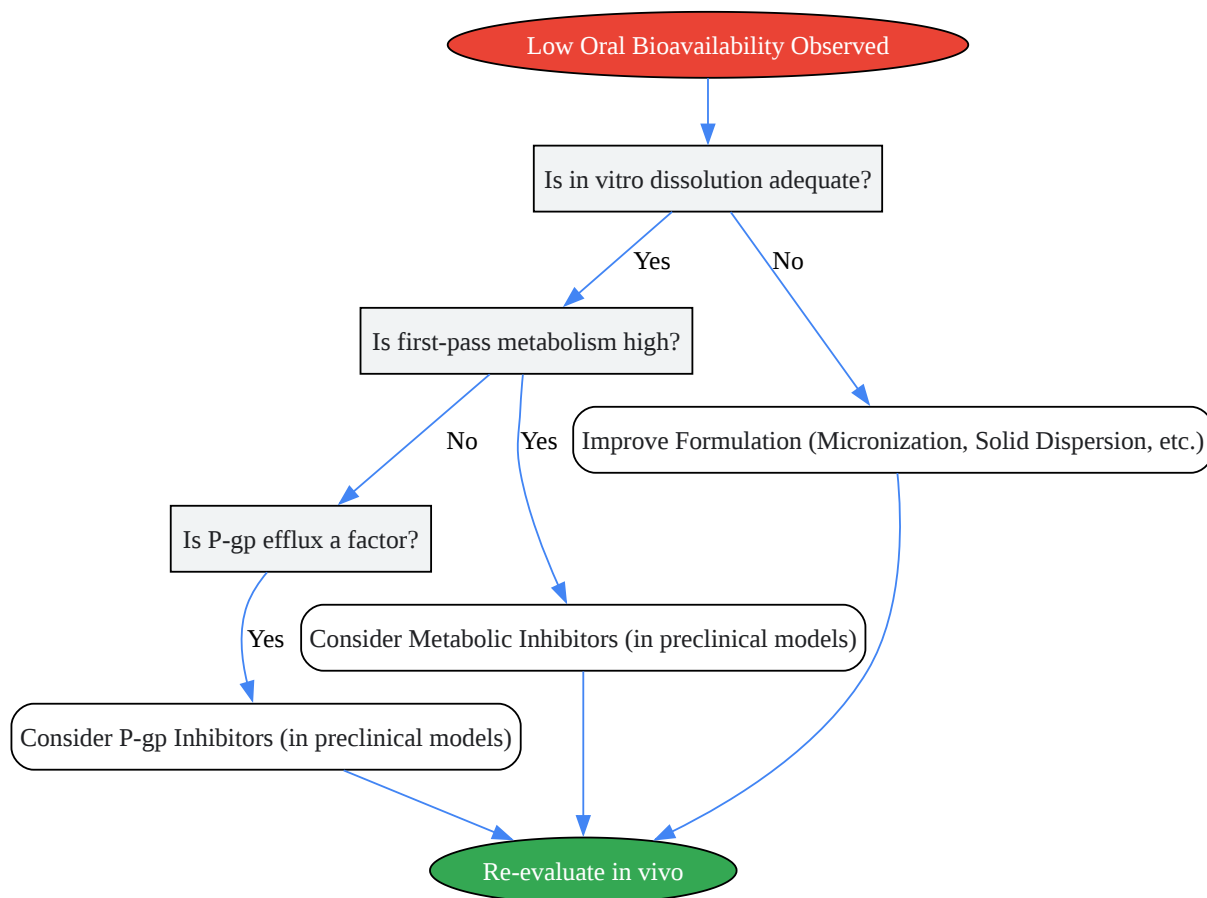 Low Oral Bioavailability Observed
Is in vitro dissolution adequate?
Yes
No
Is first-pass metabolism high?
No
Yes
Improve Formulation (Micronization, Solid Dispersion, etc.)
Is P-gp efflux a factor?
Yes
Consider Metabolic Inhibitors (in preclinical models)
Consider P-gp Inhibitors (in preclinical models)
Re-evaluate in vivo